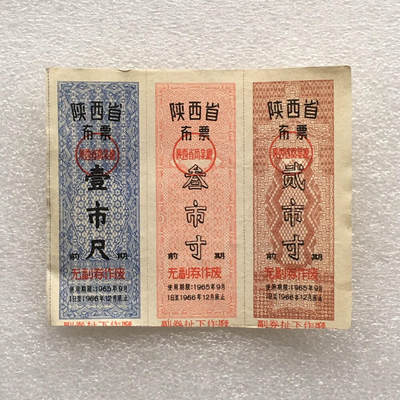 陕西省
布票
壹市尺
前期
无副券作废
使用期限:1965年9月
1日至1966年12月底止
副券扯下作废
陕西省
布票
叁市寸
前期
无副券作废
使用期限:1965年9月
1日至1966年12月底止
副券扯下作废
陕西省
布票
贰市寸
前期
无副券作废
使用期限:1965年9月
1日至1966年12月底止
副券扯下作废